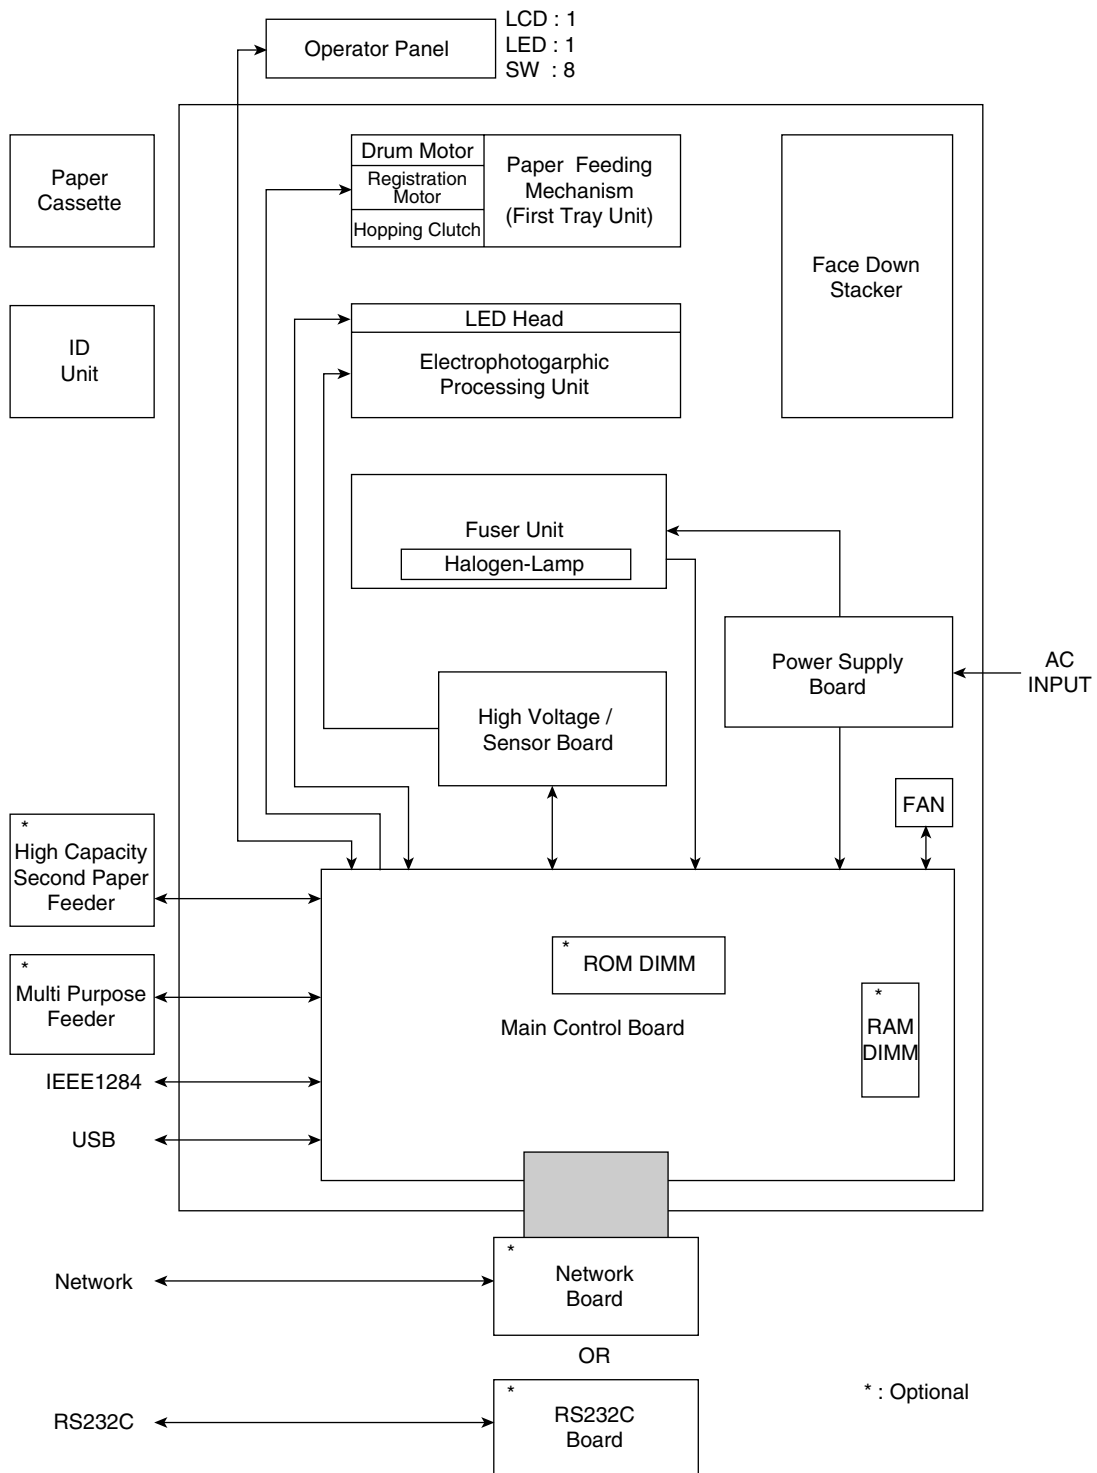 LCD : 1
LED : 1
SW : 8
Operator Panel
Paper
Cassette
Drum Motor
Registration
Motor
Hopping Clutch
Paper Feeding
Mechanism
(First Tray Unit)
Face Down
Stacker
ID
Unit
LED Head
Electrophotogarphic
Processing Unit
Fuser Unit
Halogen-Lamp
Power Supply
Board
AC
INPUT
High Voltage /
Sensor Board
FAN
*
High Capacity
Second Paper
Feeder
*
Multi Purpose
Feeder
*
ROM DIMM
Main Control Board
*
RAM
DIMM
IEEE1284
USB
Network
*
Network
Board
OR
RS232C
*
RS232C
Board
* : Optional